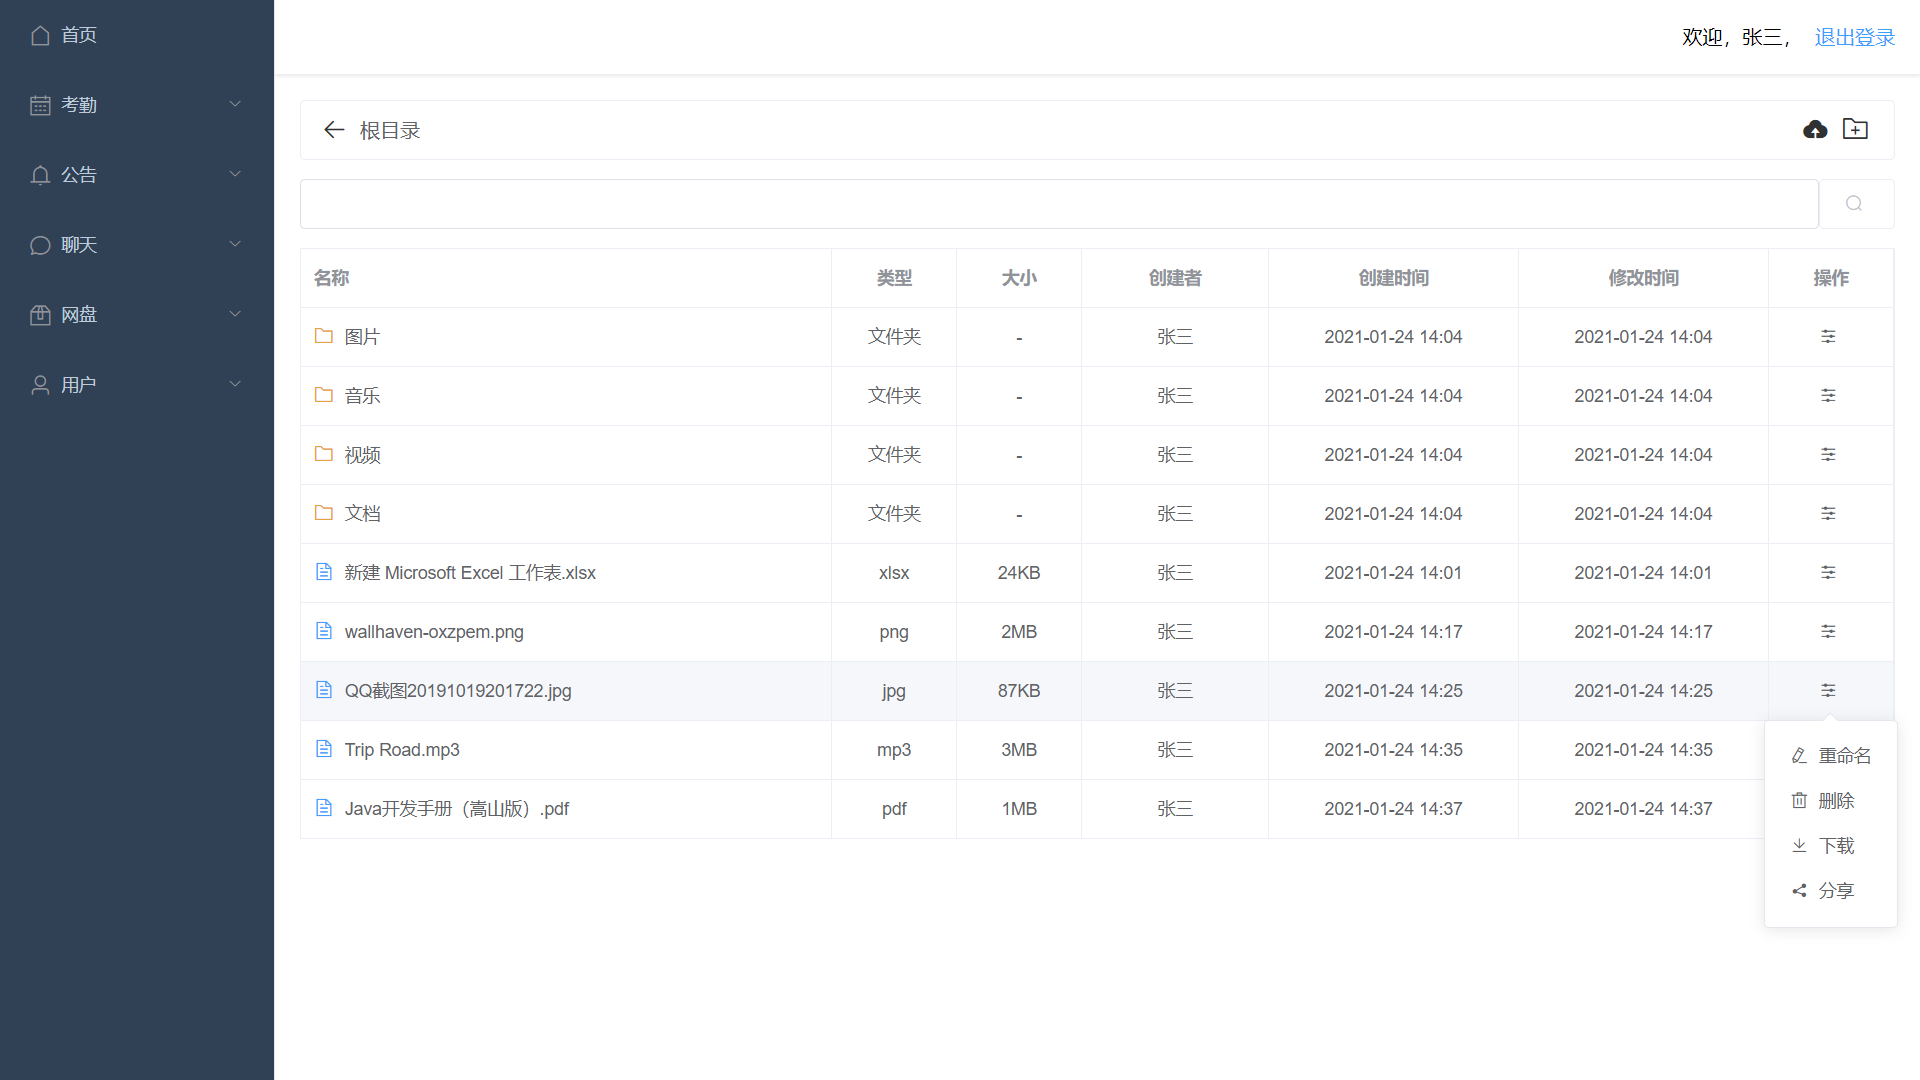 首页
考勤
公告
聊天
网盘
用户
欢迎，张三， 退出登录
根目录
名称 类型 大小 创建者 创建时间 修改时间 操作
图片 文件夹 - 张三 2021-01-24 14:04 2021-01-24 14:04
音乐 文件夹 - 张三 2021-01-24 14:04 2021-01-24 14:04
视频 文件夹 - 张三 2021-01-24 14:04 2021-01-24 14:04
文档 文件夹 - 张三 2021-01-24 14:04 2021-01-24 14:04
新建 Microsoft Excel 工作表.xlsx xlsx 24KB 张三 2021-01-24 14:01 2021-01-24 14:01
wallhaven-oxzpem.png png 2MB 张三 2021-01-24 14:17 2021-01-24 14:17
QQ截图20191019201722.jpg jpg 87KB 张三 2021-01-24 14:25 2021-01-24 14:25
Trip Road.mp3 mp3 3MB 张三 2021-01-24 14:35 2021-01-24 14:35
Java开发手册（嵩山版）.pdf pdf 1MB 张三 2021-01-24 14:37 2021-01-24 14:37
重命名
删除
下载
分享